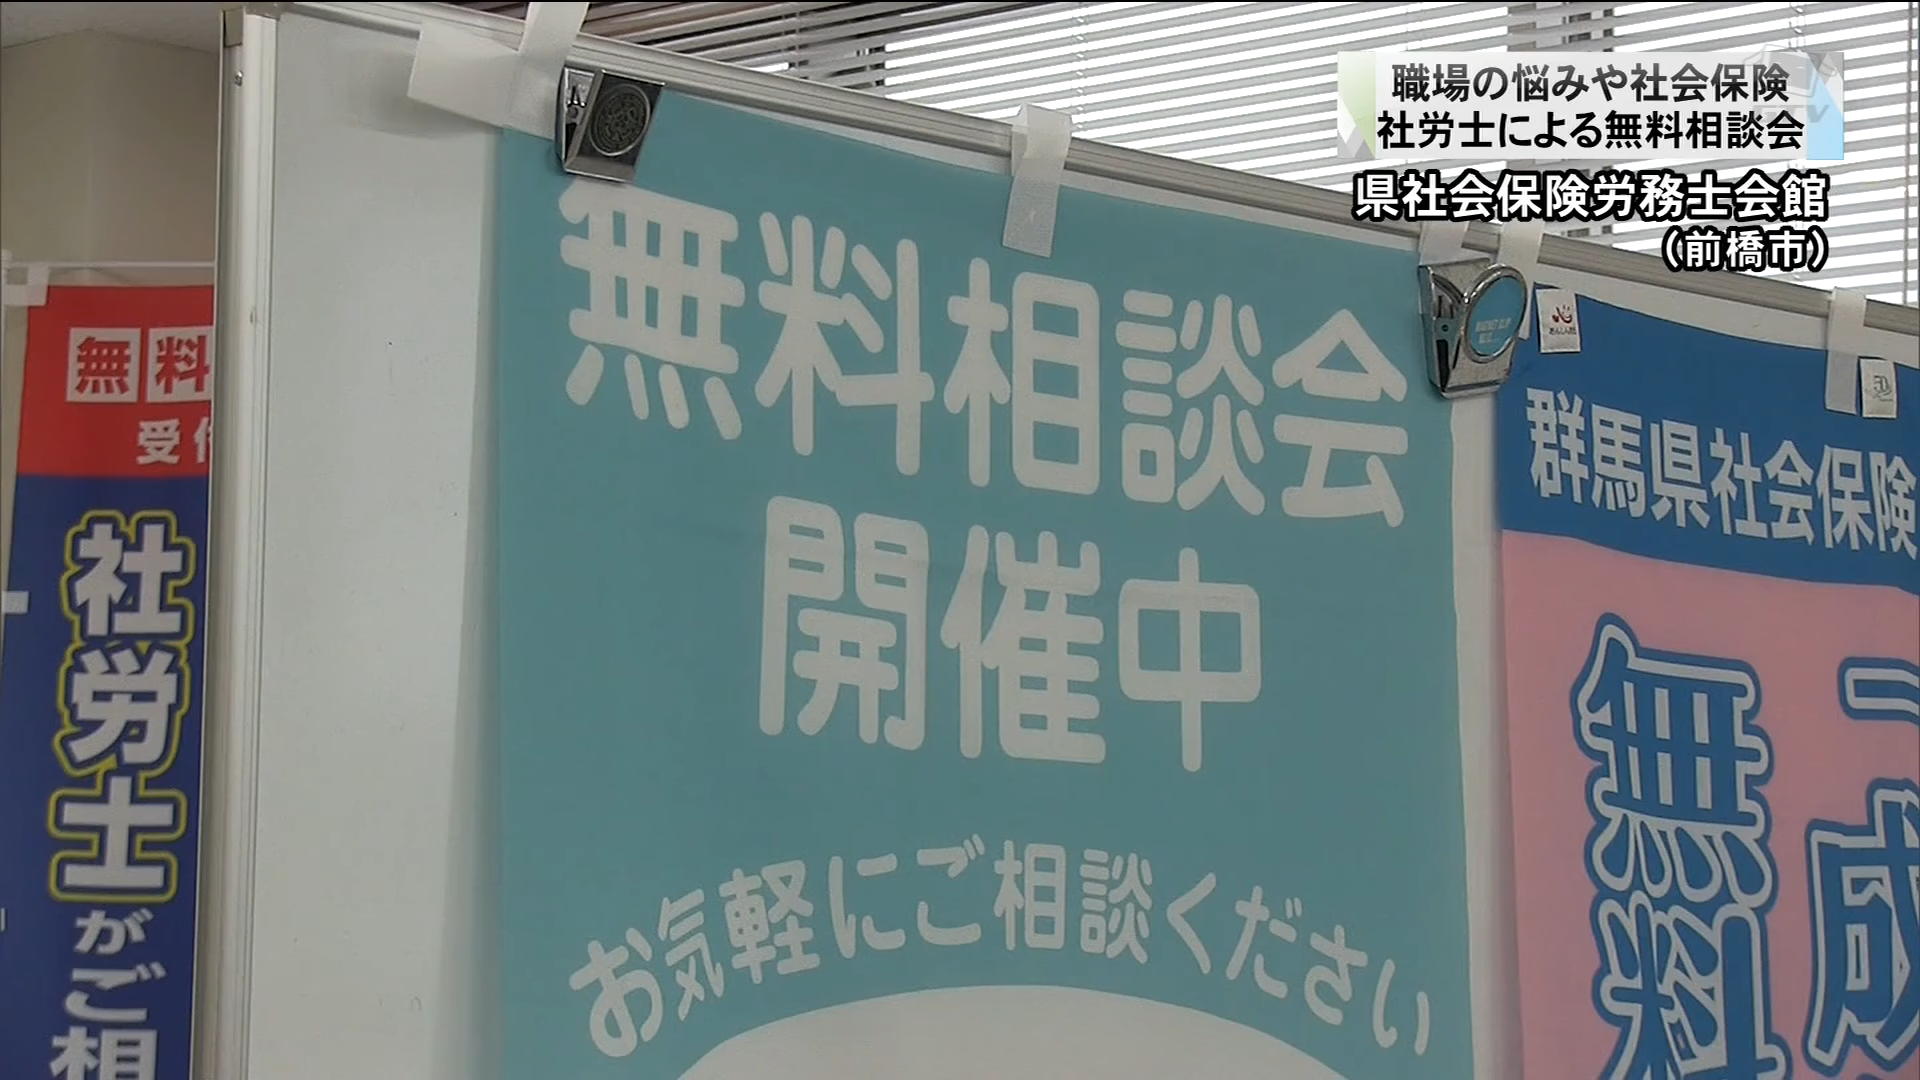 職場の悩みや社会保険
社労士による無料相談会
県社会保険労務士会館
（前橋市）
無料相談会
開催中
お気軽にご相談ください
無料
受付
社労士がご相
群馬県社会保険
無料
成